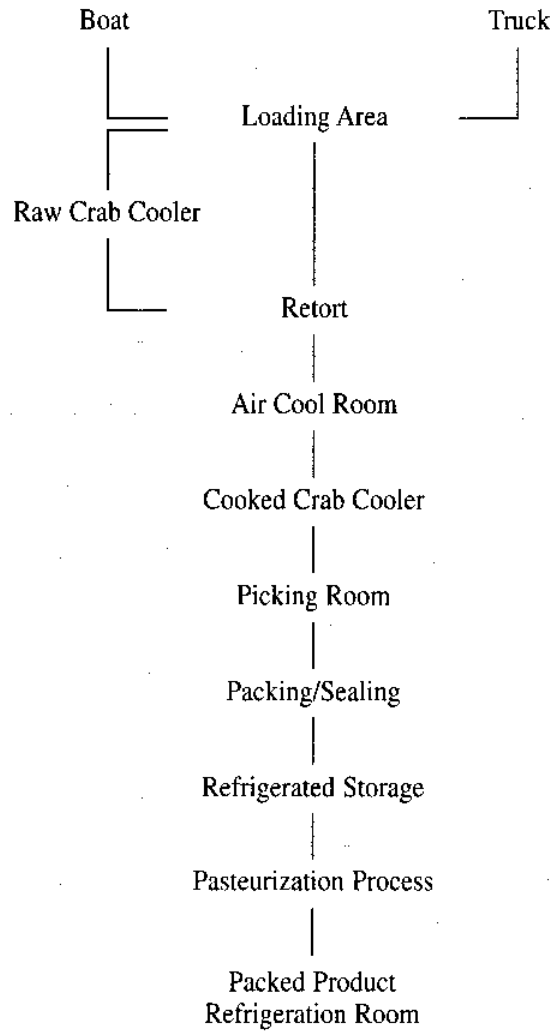 Boat
Truck
Loading Area
Raw Crab Cooler
Retort
Air Cool Room
Cooked Crab Cooler
Picking Room
Packing/Sealing
Refrigerated Storage
Pasteurization Process
Packed Product
Refrigeration Room